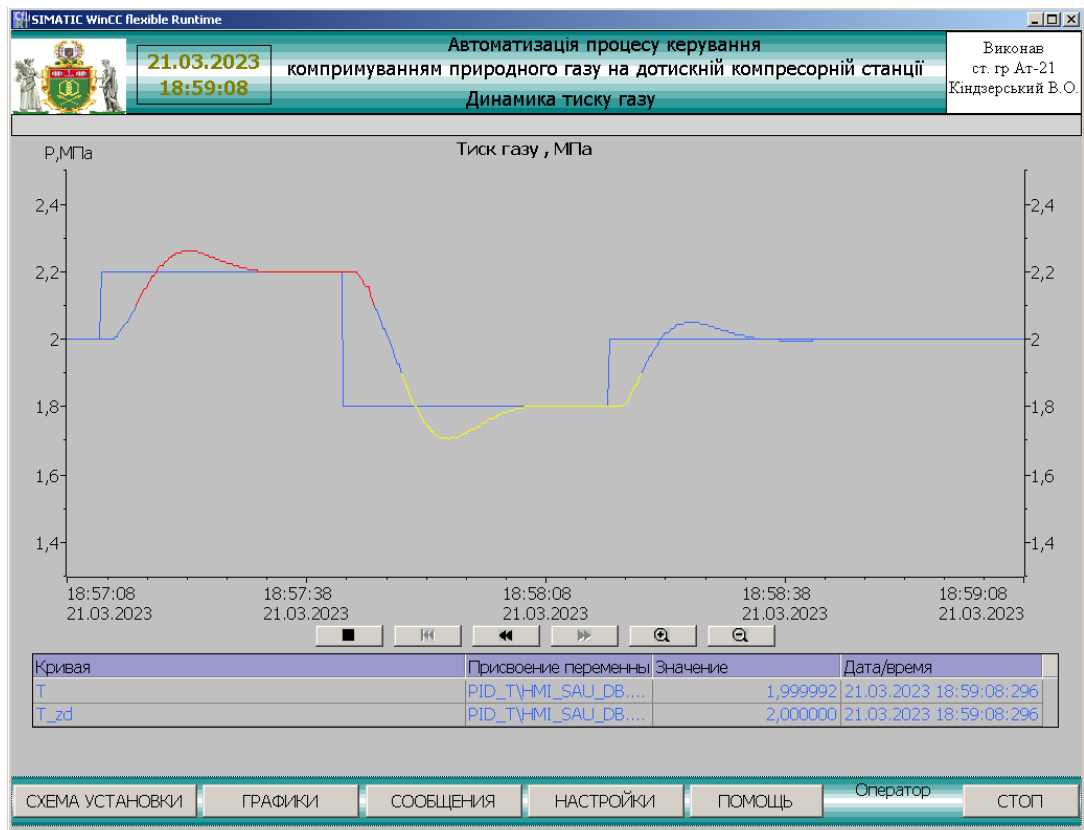 SIMATIC WinCC flexible Runtime
21.03.2023
18:59:08
Автоматизація процесу керування
компримуванням природного газу на дотискній компресорній станції
Динамика тиску газу
Виконав
ст. гр Ат-21
Кіндзерський В.О.
Р,МПа
Тиск газу , МПа
2,4
2,4
2,2
2,2
2
2
1,8
1,8
1,6
1,6
1,4
1,4
18:57:08 18:57:38 18:58:08 18:58:38 18:59:08
21.03.2023 21.03.2023 21.03.2023 21.03.2023 21.03.2023
Кривая Присвоение переменны Значение Дата/время
T PID_T\HMI_SAU_DB.... 1,999992 21.03.2023 18:59:08:296
T_zd PID_T\HMI_SAU_DB.... 2,000000 21.03.2023 18:59:08:296
СХЕМА УСТАНОВКИ ГРАФИКИ СООБЩЕНИЯ НАСТРОЙКИ ПОМОЩЬ Оператор СТОП